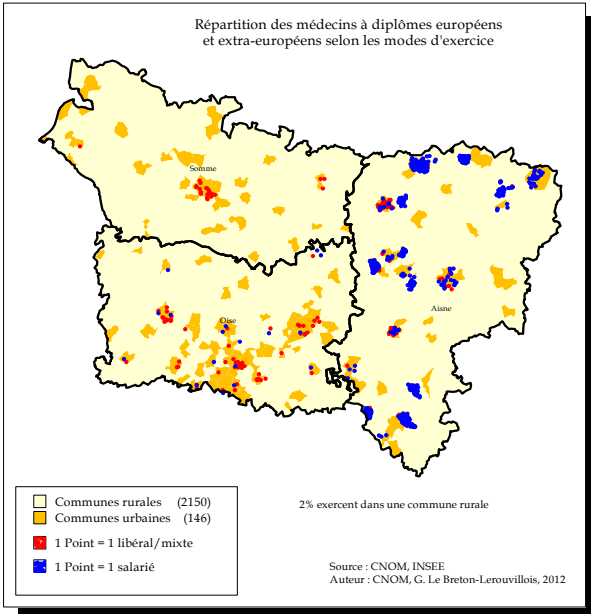 Répartition des médecins à diplômes européens
et extra-européens selon les modes d'exercice
Somme
Oise
Aisne
Communes rurales (2150)
Communes urbaines (146)
1 Point = 1 libéral/mixte
1 Point = 1 salarié
2% exercent dans une commune rurale
Source : CNOM, INSEE
Auteur : CNOM, G. Le Breton-Lerouvillois, 2012